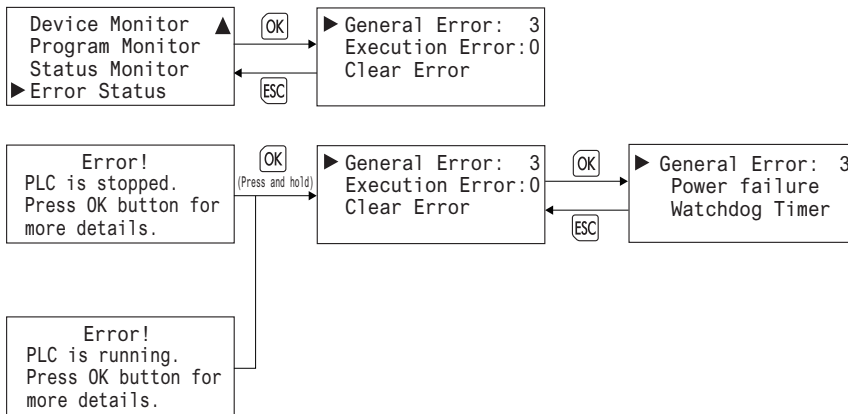 Device Monitor ▲
Program Monitor
Status Monitor
▶Error Status
OK
ESC
▶ General Error: 3
Execution Error:0
Clear Error
Error!
PLC is stopped.
Press OK button for
more details.
OK
(Press and hold)
▶ General Error: 3
Execution Error:0
Clear Error
OK
ESC
▶ General Error: 3
Power failure
Watchdog Timer
Error!
PLC is running.
Press OK button for
more details.